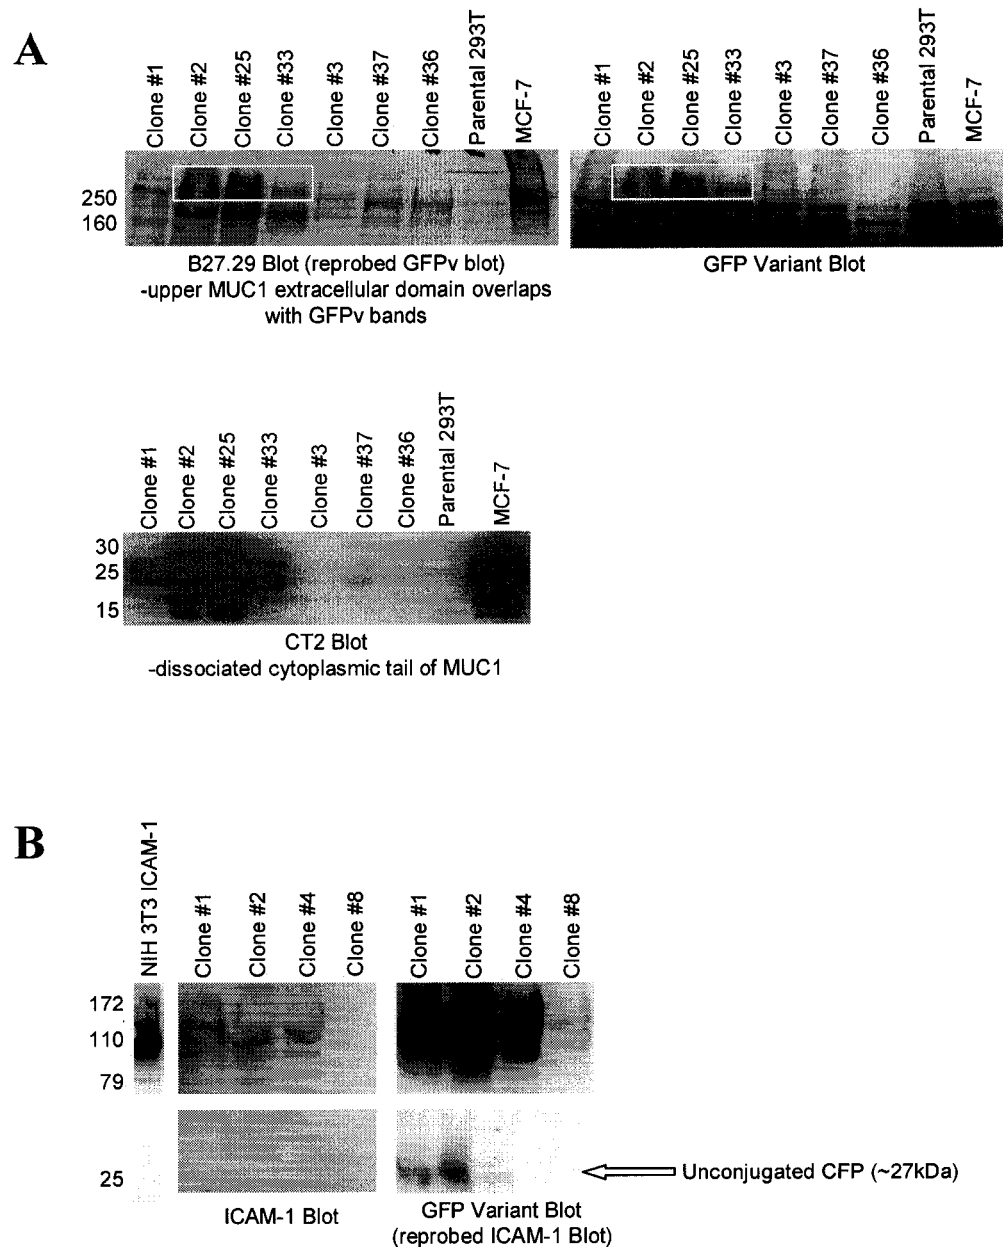 A
Clone #1
Clone #2
Clone #25
Clone #33
Clone #3
Clone #37
Clone #36
Parental 293T
MCF-7
Clone #1
Clone #2
Clone #25
Clone #33
Clone #3
Clone #37
Clone #36
Parental 293T
MCF-7
250
160
B27.29 Blot (reprobed GFPv blot)
-upper MUC1 extracellular domain overlaps
with GFPv bands
GFP Variant Blot
Clone #1
Clone #2
Clone #25
Clone #33
Clone #3
Clone #37
Clone #36
Parental 293T
MCF-7
30
25
15
CT2 Blot
-dissociated cytoplasmic tail of MUC1
B
NIH 3T3 ICAM-1
Clone #1
Clone #2
Clone #4
Clone #8
Clone #1
Clone #2
Clone #4
Clone #8
172
110
79
25
Unconjugated CFP (~27kDa)
ICAM-1 Blot
GFP Variant Blot
(reprobed ICAM-1 Blot)